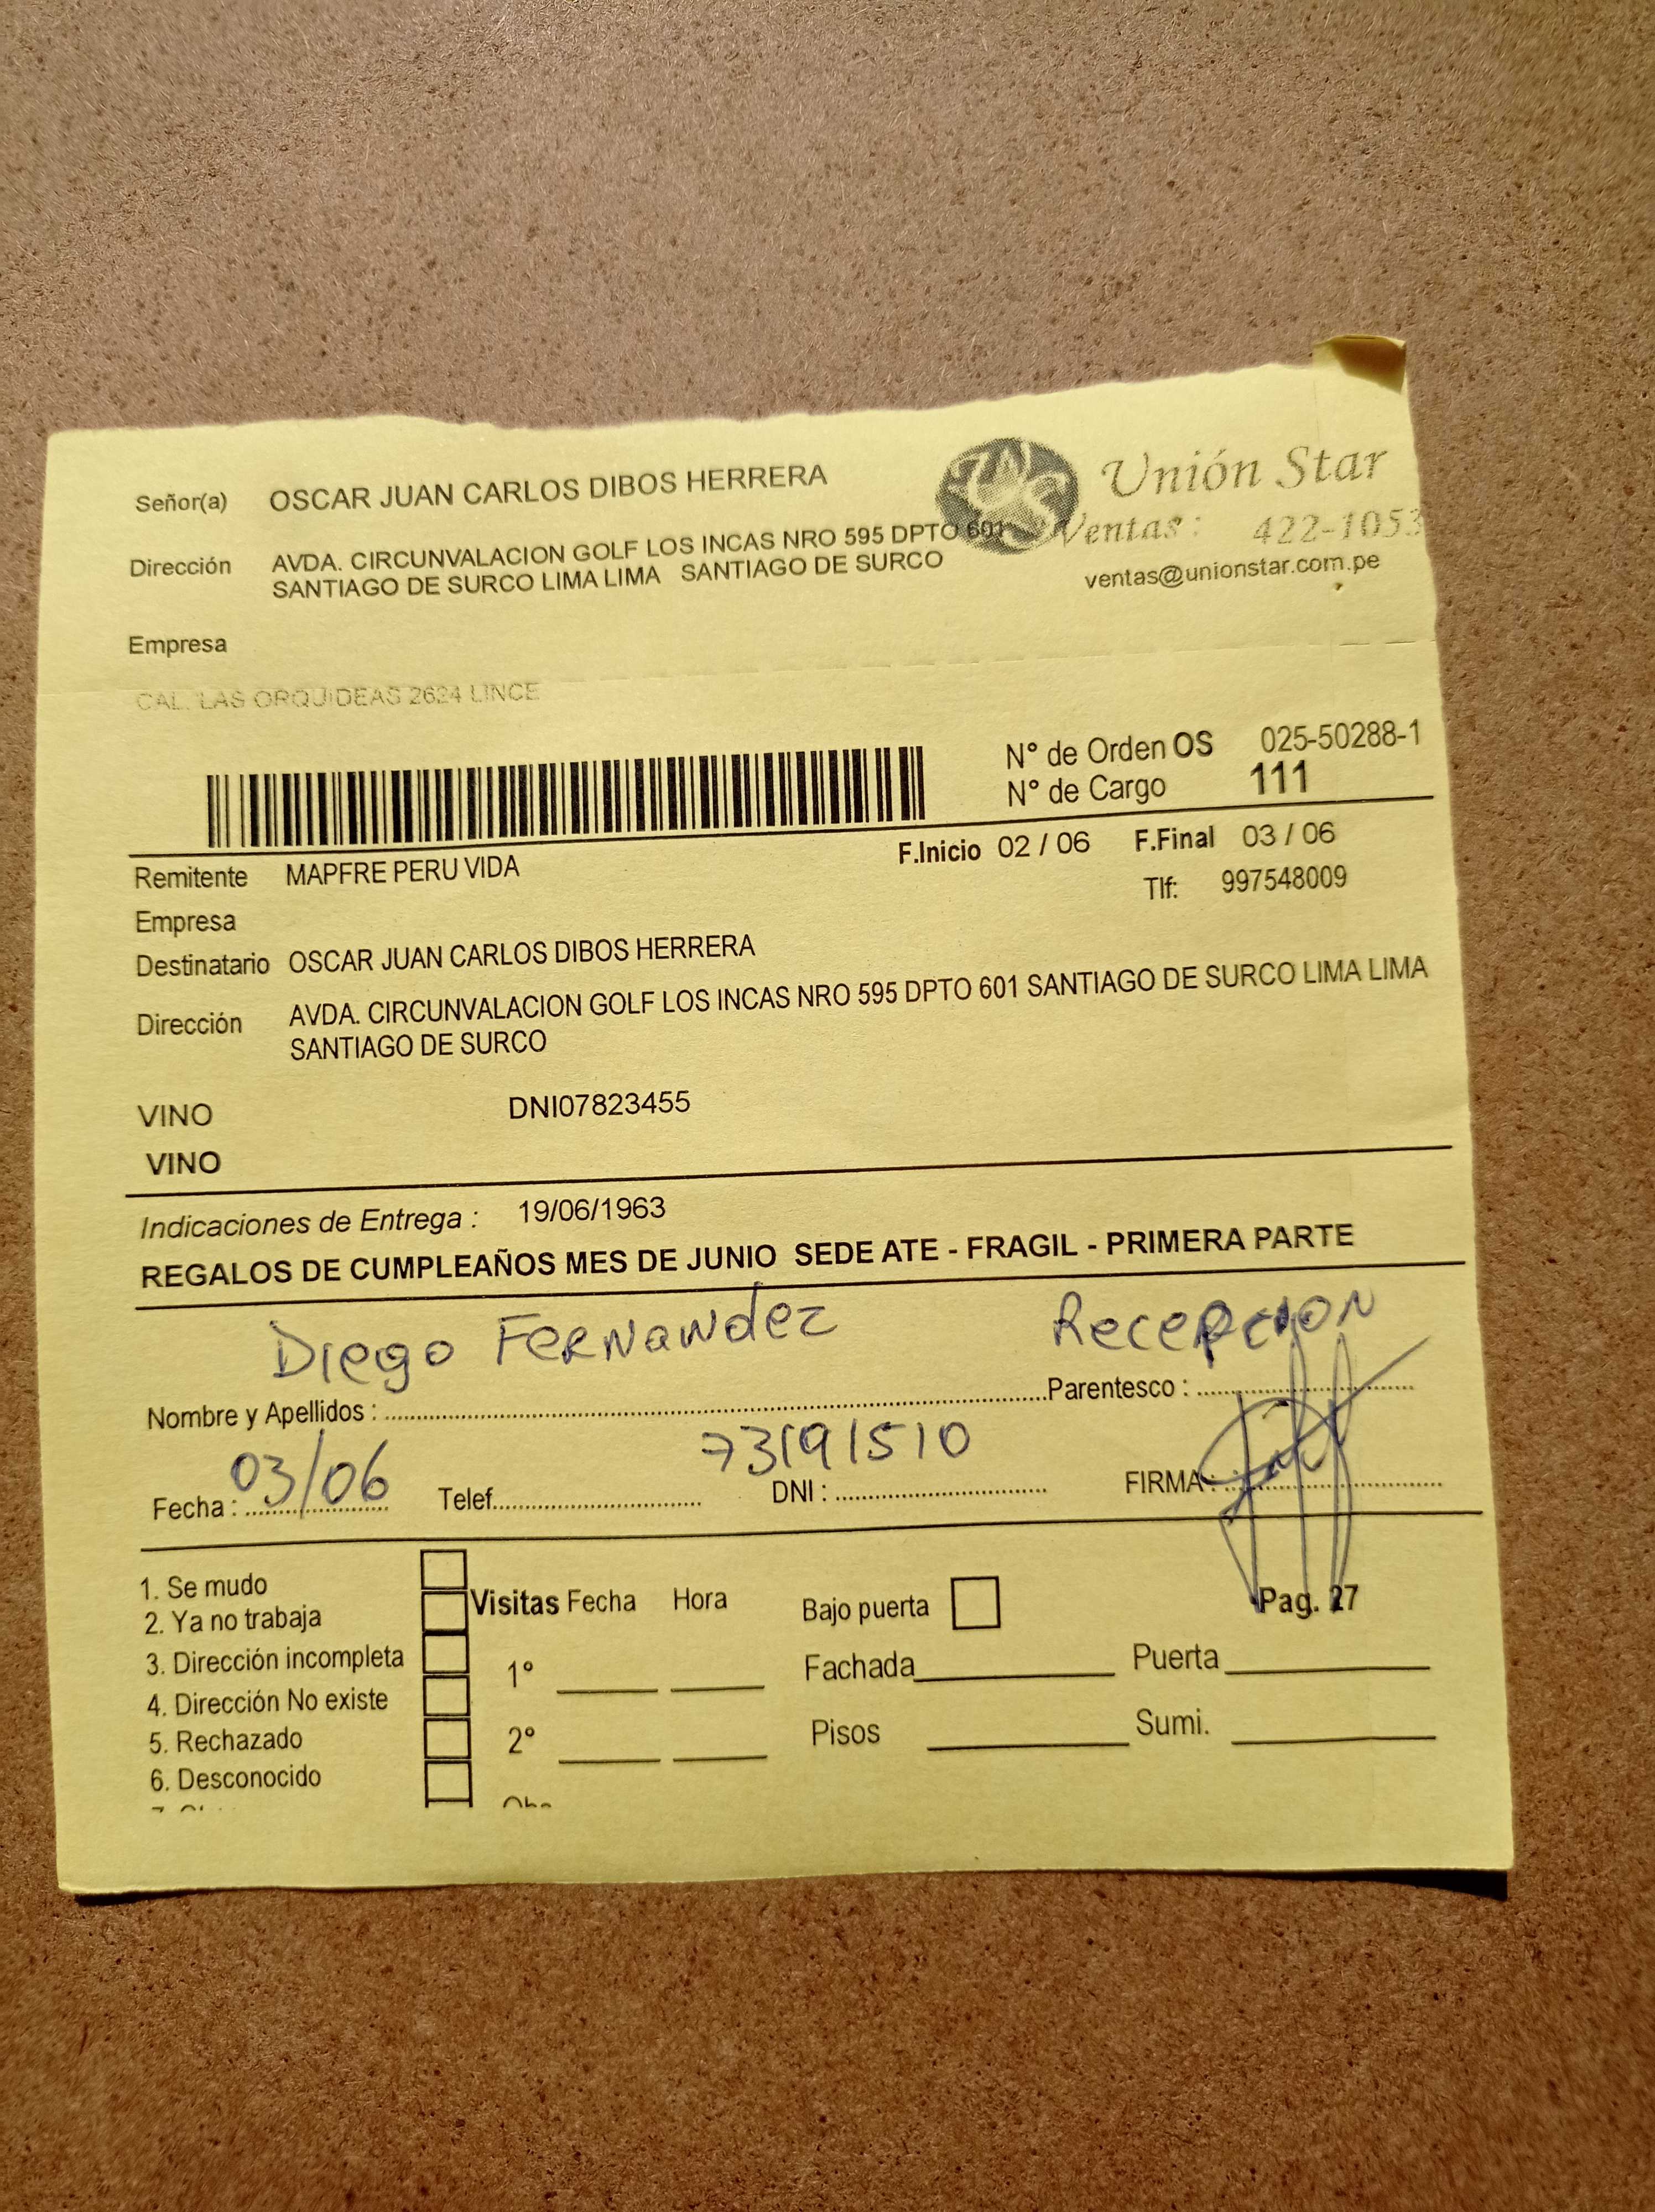 Señor(a) OSCAR JUAN CARLOS DIBOS HERRERA
Unión Star
Dirección AVDA. CIRCUNVALACION GOLF LOS INCAS NRO 595 DPTO 601
Ventas: 422-1053
SANTIAGO DE SURCO LIMA LIMA SANTIAGO DE SURCO
ventas@unionstar.com.pe
Empresa
CAL. LAS ORQUIDEAS 2624 LINCE
N° de Orden OS 025-50288-1
N° de Cargo 111
F.Inicio 02 / 06 F.Final 03 / 06
Remitente MAPFRE PERU VIDA
Tlf: 997548009
Empresa
Destinatario OSCAR JUAN CARLOS DIBOS HERRERA
Dirección AVDA. CIRCUNVALACION GOLF LOS INCAS NRO 595 DPTO 601 SANTIAGO DE SURCO LIMA LIMA
SANTIAGO DE SURCO
VINO DNI07823455
VINO
Indicaciones de Entrega : 19/06/1963
REGALOS DE CUMPLEAÑOS MES DE JUNIO SEDE ATE - FRAGIL - PRIMERA PARTE
Diego Fernandez Recepcion
Nombre y Apellidos : Parentesco :
03/06 73191510
Fecha : Telef. DNI : FIRMA :
1. Se mudo
2. Ya no trabaja
3. Dirección incompleta
4. Dirección No existe
5. Rechazado
6. Desconocido
Visitas Fecha Hora
1º
2º
Bajo puerta Pag. 27
Fachada Puerta
Pisos Sumi.